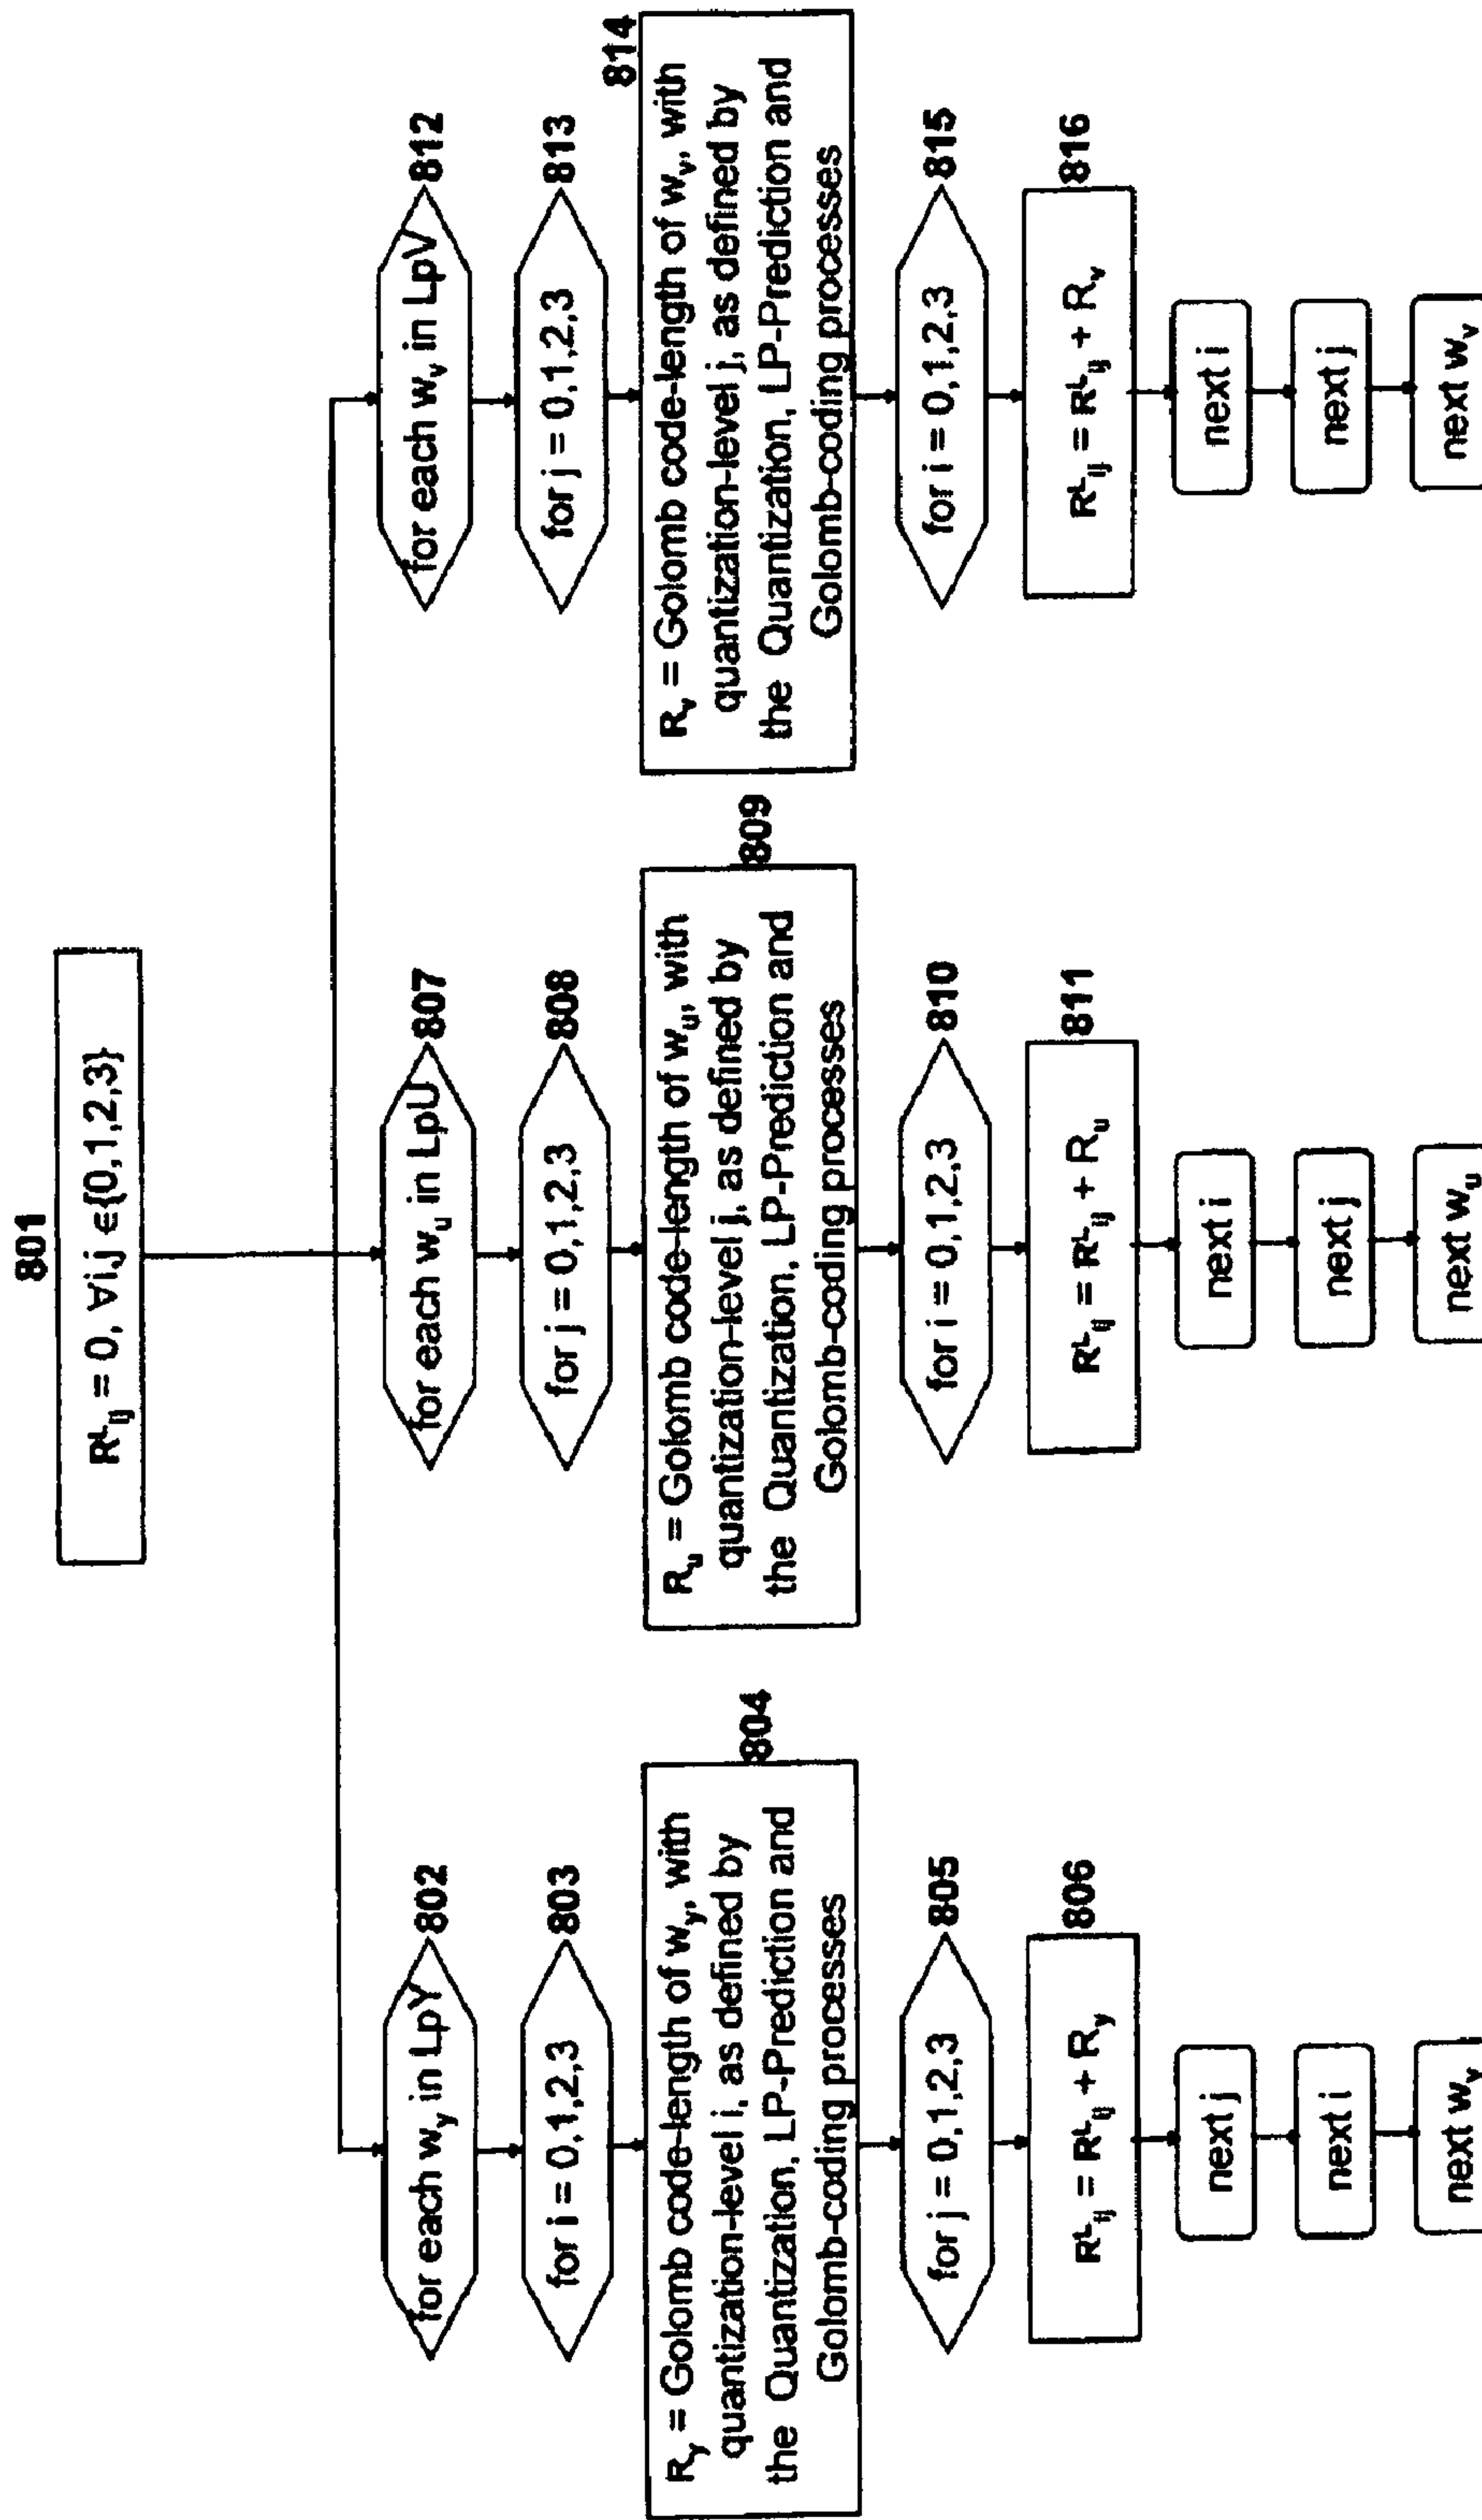 801
R^L_ij = 0, ∀i,j ∈{0,1,2,3}
for each w_y in LpY
802
for i = 0,1,2,3
803
804
R_y = Golomb code-length of w_y, with
quantization-level i, as defined by
the Quantization, LP-Prediction and
Golomb-coding processes
for j = 0,1,2,3
805
R^L_ij = R^L_ij + R_y
806
next j
next i
next w_y
for each w_u in LpU
807
for j = 0,1,2,3
808
809
R_u = Golomb code-length of w_u, with
quantization-level j, as defined by
the Quantization, LP-Prediction and
Golomb-coding processes
for i = 0,1,2,3
810
R^L_ij = R^L_ij + R_u
811
next i
next j
next w_u
for each w_v in LpV
812
for j = 0,1,2,3
813
814
R_v = Golomb code-length of w_v, with
quantization-level j, as defined by
the Quantization, LP-Prediction and
Golomb-coding processes
for i = 0,1,2,3
815
R^L_ij = R^L_ij + R_v
816
next i
next j
next w_v